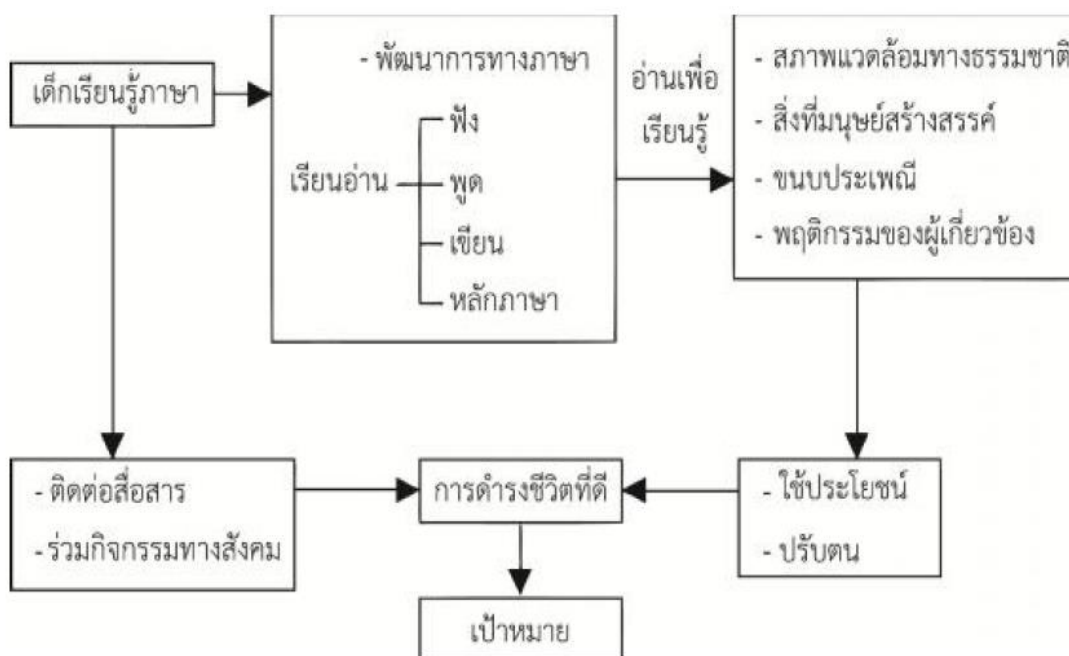 เด็กเรียนรู้ภาษา
- พัฒนาการทางภาษา
เรียนอ่าน
ฟัง
พูด
เขียน
หลักภาษา
อ่านเพื่อ
เรียนรู้
- สภาพแวดล้อมทางธรรมชาติ
- สิ่งที่มนุษย์สร้างสรรค์
- ขนบประเพณี
- พฤติกรรมของผู้เกี่ยวข้อง
- ติดต่อสื่อสาร
- ร่วมกิจกรรมทางสังคม
การดำรงชีวิตที่ดี
- ใช้ประโยชน์
- ปรับตน
เป้าหมาย